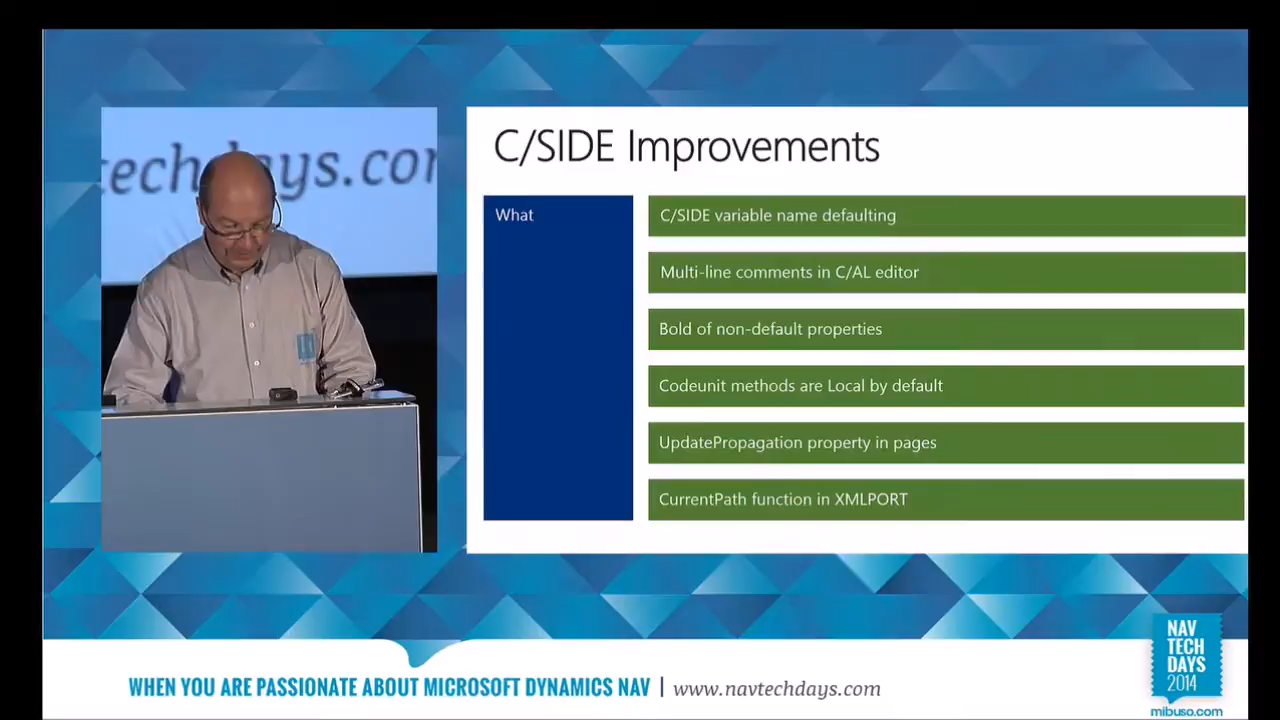 techdays.com
C/SIDE Improvements
What
C/SIDE variable name defaulting
Multi-line comments in C/AL editor
Bold of non-default properties
Codeunit methods are Local by default
UpdatePropagation property in pages
CurrentPath function in XMLPORT
WHEN YOU ARE PASSIONATE ABOUT MICROSOFT DYNAMICS NAV | www.navtechdays.com
NAV
TECH
DAYS
2014
mibuso.com